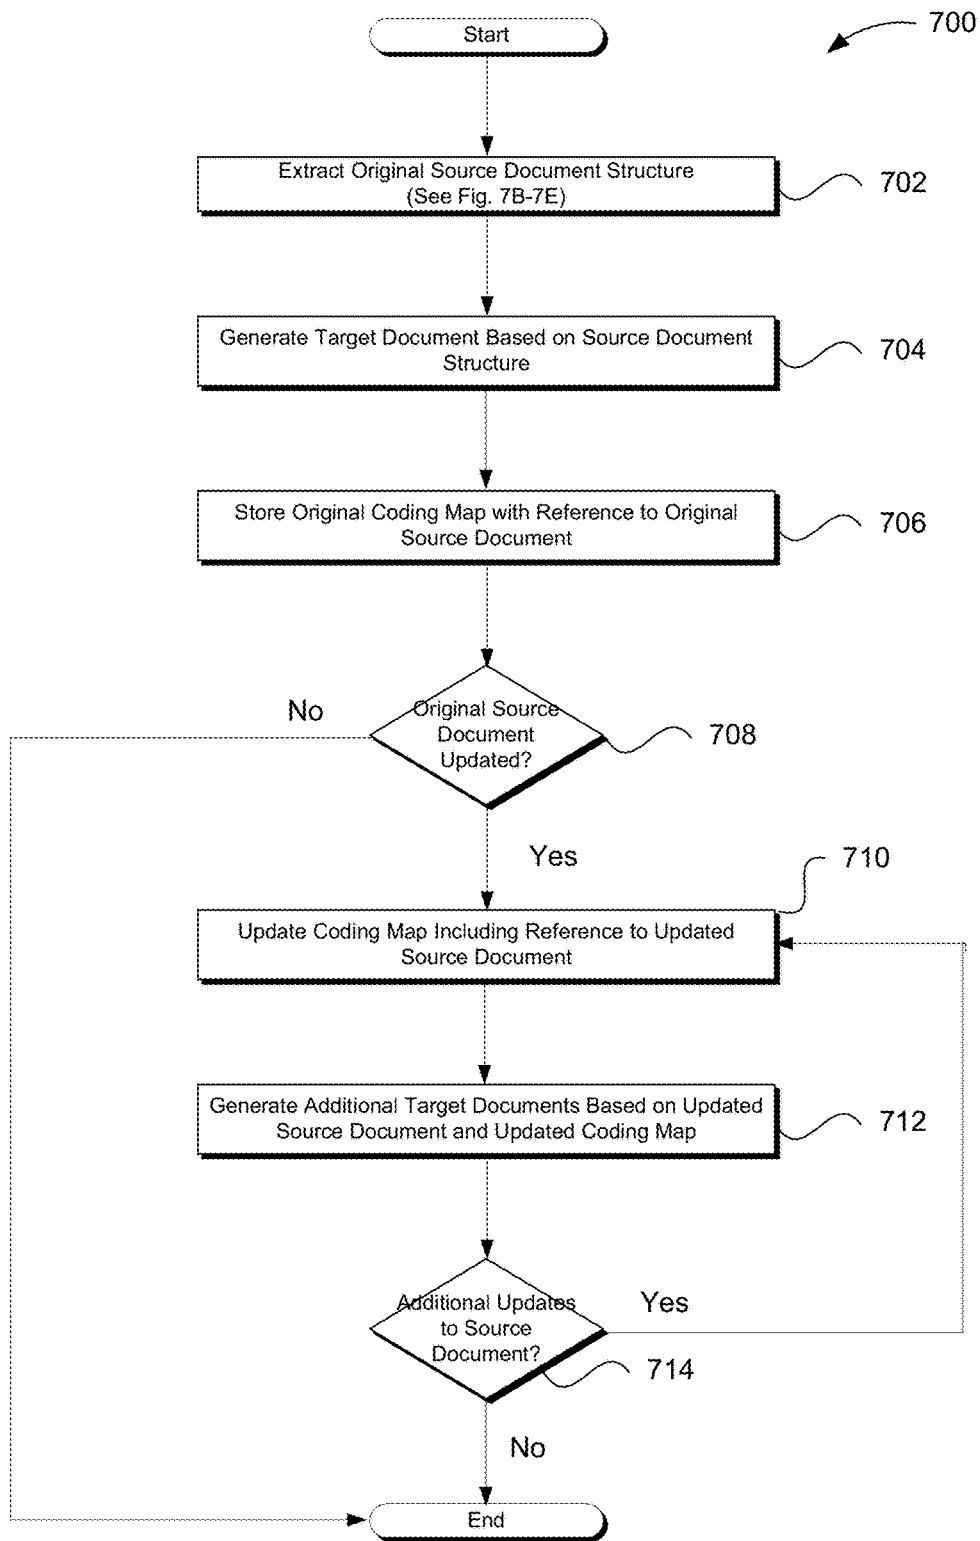 700
Start
Extract Original Source Document Structure
(See Fig. 7B-7E)
702
Generate Target Document Based on Source Document
Structure
704
Store Original Coding Map with Reference to Original
Source Document
706
No
Original Source
Document
Updated?
708
Yes
710
Update Coding Map Including Reference to Updated
Source Document
Generate Additional Target Documents Based on Updated
Source Document and Updated Coding Map
712
Additional Updates
to Source
Document?
Yes
714
No
End